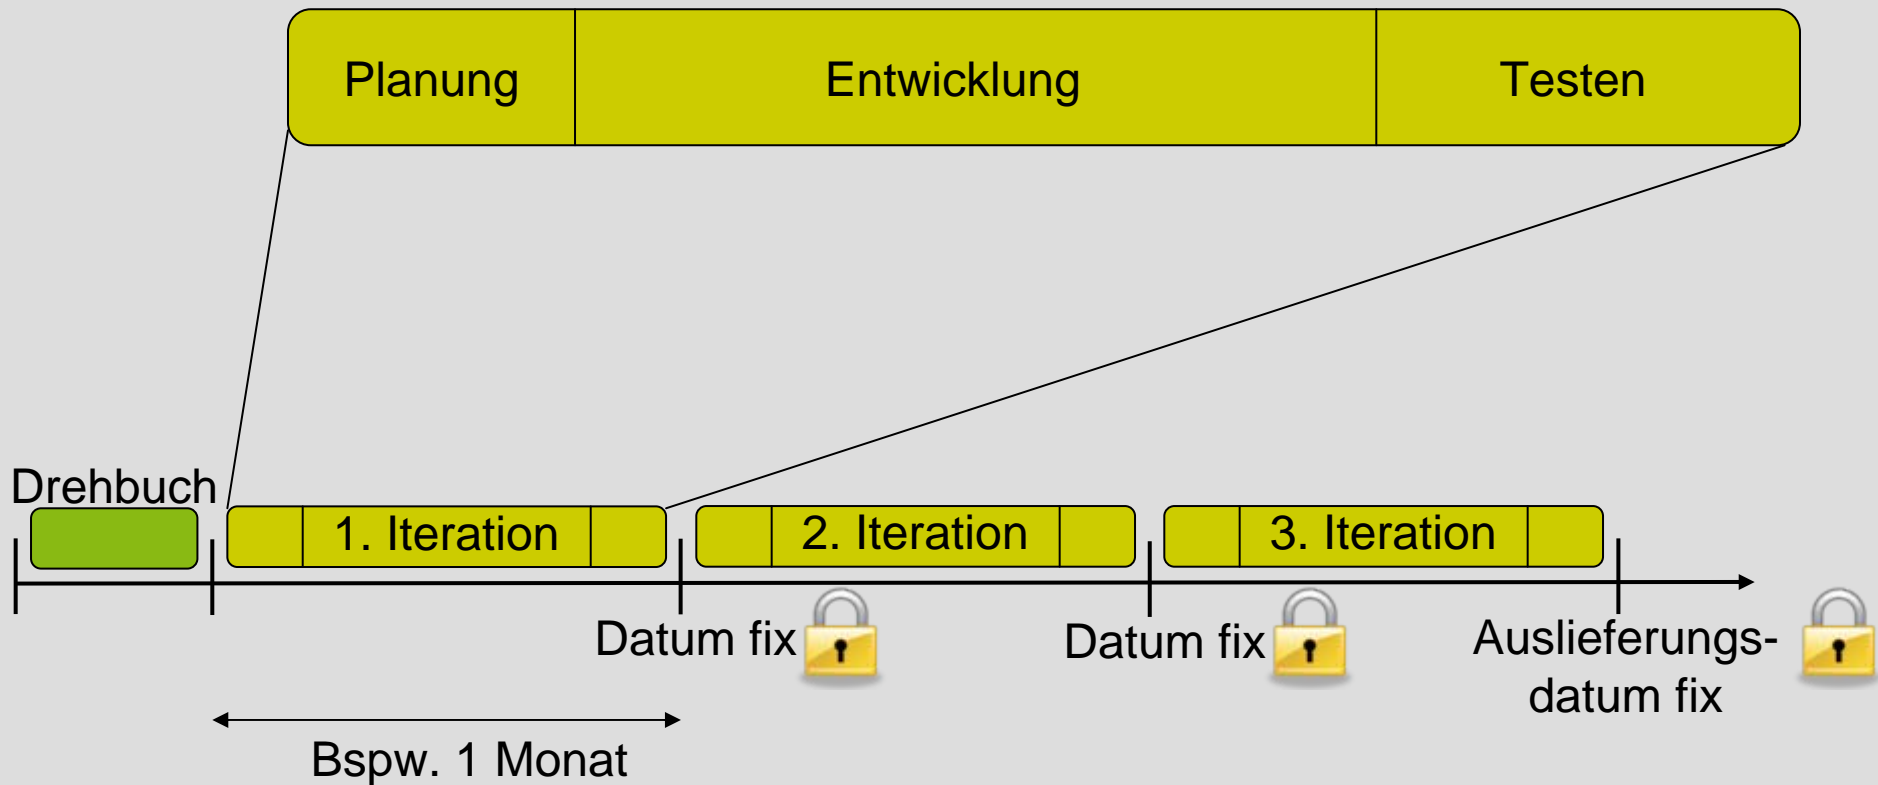 Planung
Entwicklung
Testen
Drehbuch
1. Iteration
2. Iteration
3. Iteration
Datum fix
Datum fix
Auslieferungs-
datum fix
Bspw. 1 Monat